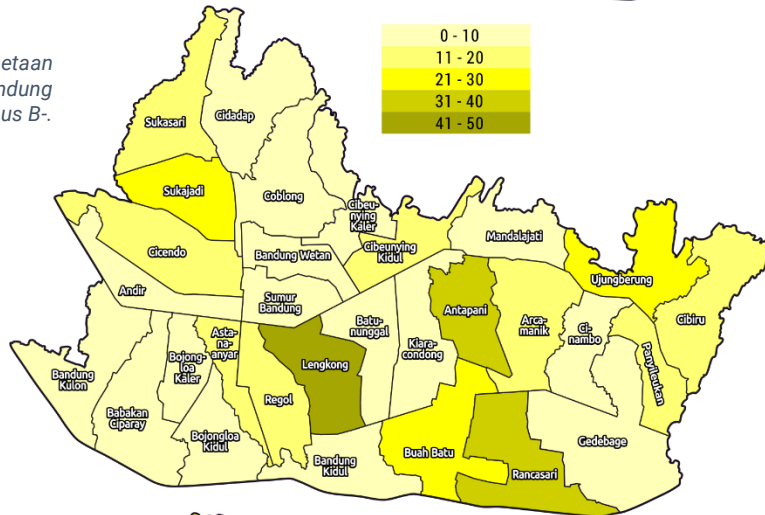 etaan
ndung
us B-.
0 - 10
11 - 20
21 - 30
31 - 40
41 - 50
Sukasari
Cidadap
Sukajadi
Coblong
Cibeu-
nying
Kaler
Cibeunying
Kidul
Mandalajati
Cicendo
Bandung Wetan
Ujungberung
Andir
Sumur
Bandung
Antapani
Arca-
manik
Ci-
nambo
Cibiru
Batu-
nunggal
Kiara-
condong
Asta-
na-
anyar
Lengkong
Panyileukan
Bandung
Kulon
Bojong-
loa
Kaler
Babakan
Ciparay
Regol
Bojongloa
Kidul
Bandung
Kidul
Buah Batu
Rancasari
Gedebage